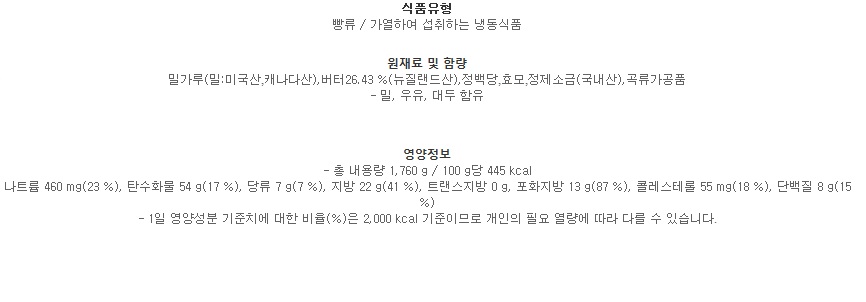 식품유형
빵류 / 가열하여 섭취하는 냉동식품
원재료 및 함량
밀가루(밀:미국산,캐나다산),버터26.43 %(뉴질랜드산),정백당,효모,정제소금(국내산),곡류가공품
- 밀, 우유, 대두 함유
영양정보
- 총 내용량 1,760 g / 100 g당 445 kcal
나트륨 460 mg(23 %), 탄수화물 54 g(17 %), 당류 7 g(7 %), 지방 22 g(41 %), 트랜스지방 0 g, 포화지방 13 g(87 %), 콜레스테롤 55 mg(18 %), 단백질 8 g(15
%)
- 1일 영양성분 기준치에 대한 비율(%)은 2,000 kcal 기준이므로 개인의 필요 열량에 따라 다를 수 있습니다.